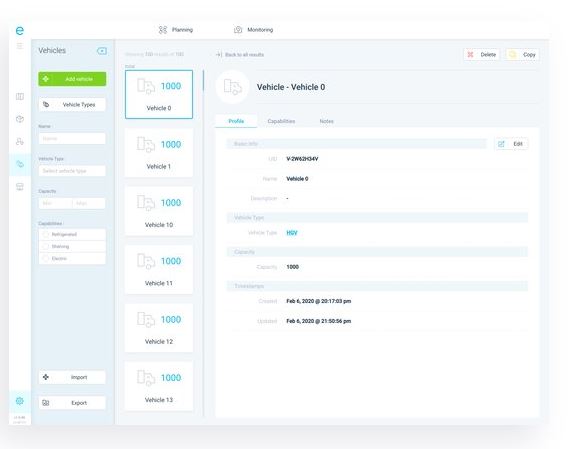 Planning
Monitoring
Vehicles
Add vehicle
Vehicle Types
Name
Name
Vehicle Type
Select vehicle type
Capacity
Min
Max
Capabilities
Refrigerated
Shelving
Electric
Import
Export
Showing 100 results of 100
total
1000
Vehicle 0
1000
Vehicle 1
1000
Vehicle 10
1000
Vehicle 11
1000
Vehicle 12
1000
Vehicle 13
Back to all results
Delete
Copy
Vehicle - Vehicle 0
Profile
Capabilities
Notes
Basic info
Edit
UID
V-2W62H34V
Name
Vehicle 0
Description
-
Vehicle Type
Vehicle Type
HGV
Capacity
Capacity
1000
Timestamps
Created
Feb 6, 2020 @ 20:17:03 pm
Updated
Feb 6, 2020 @ 21:50:56 pm